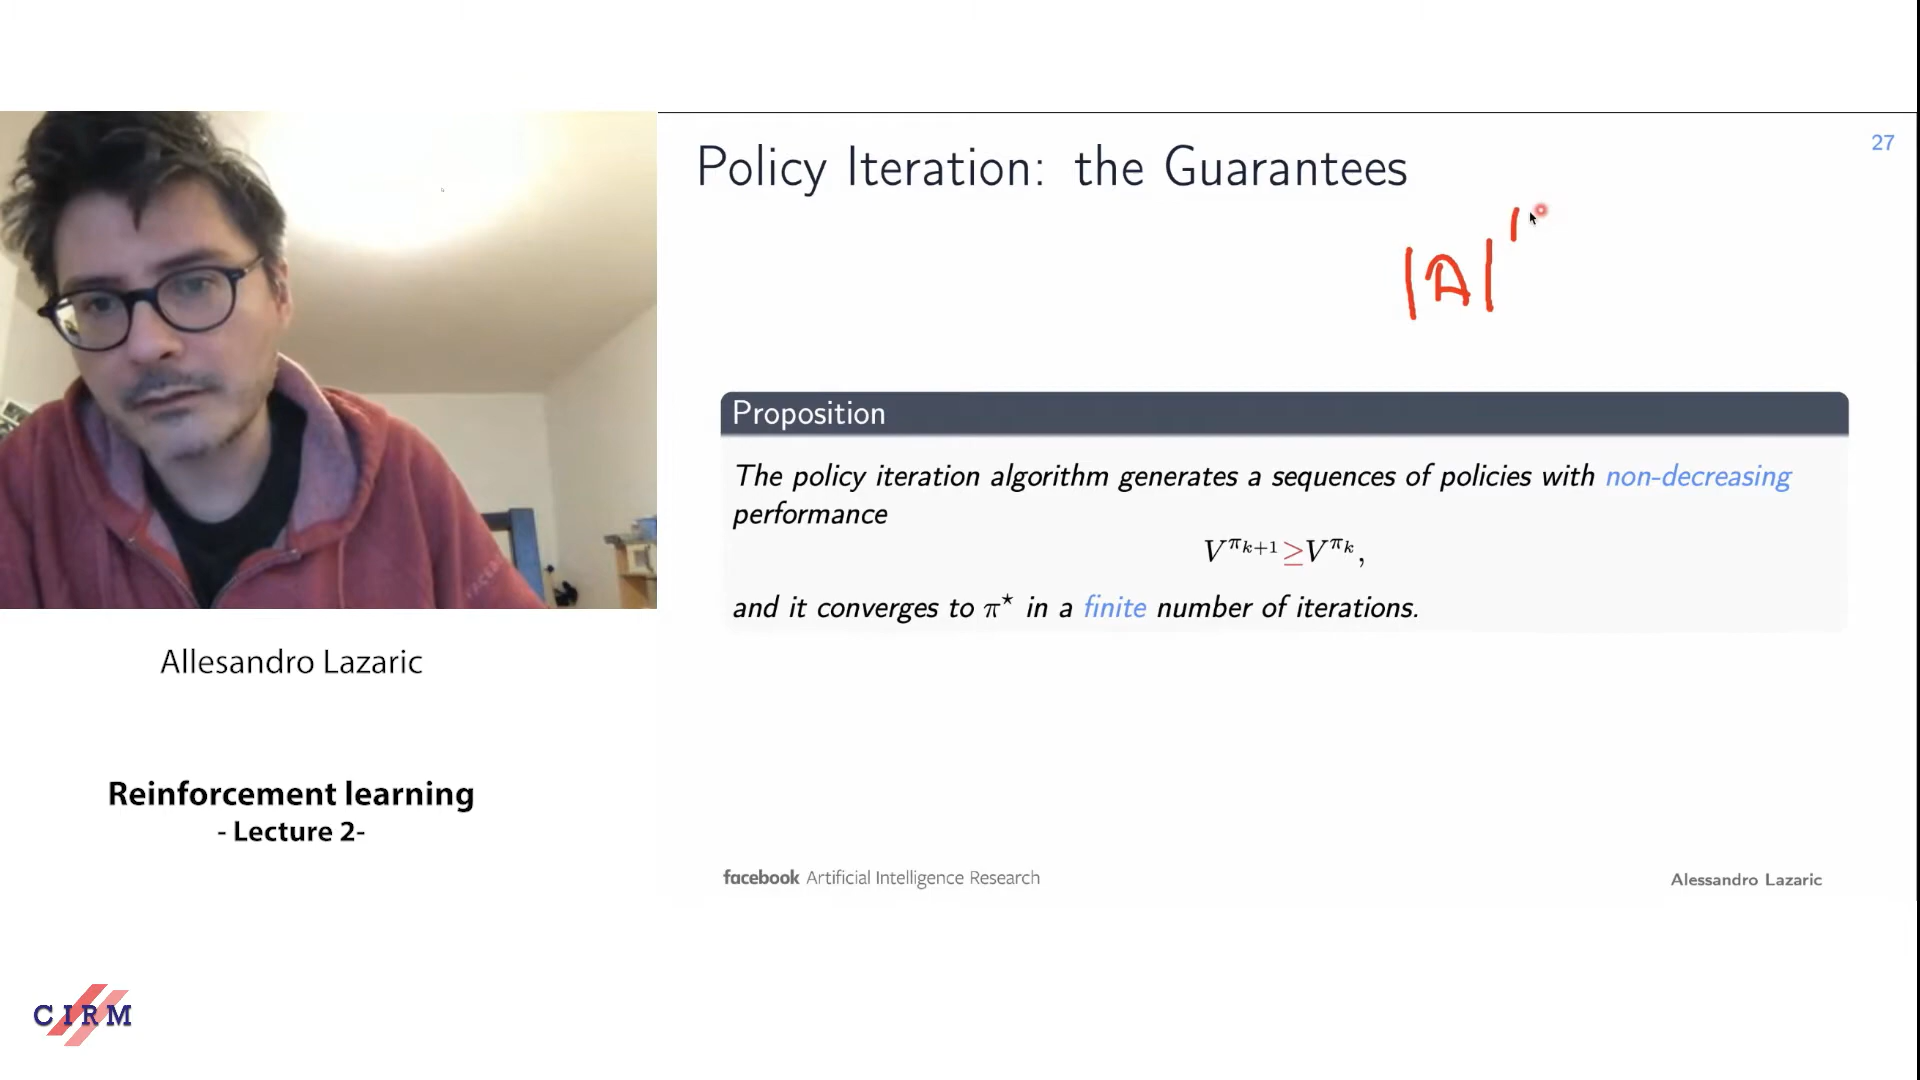 Policy Iteration: the Guarantees
27
|A|
Proposition
The policy iteration algorithm generates a sequences of policies with non-decreasing
performance
V^{π_{k+1}} ≥ V^{π_k},
and it converges to π* in a finite number of iterations.
Allesandro Lazaric
Reinforcement learning
- Lecture 2-
facebook Artificial Intelligence Research
Alessandro Lazaric
CIRM